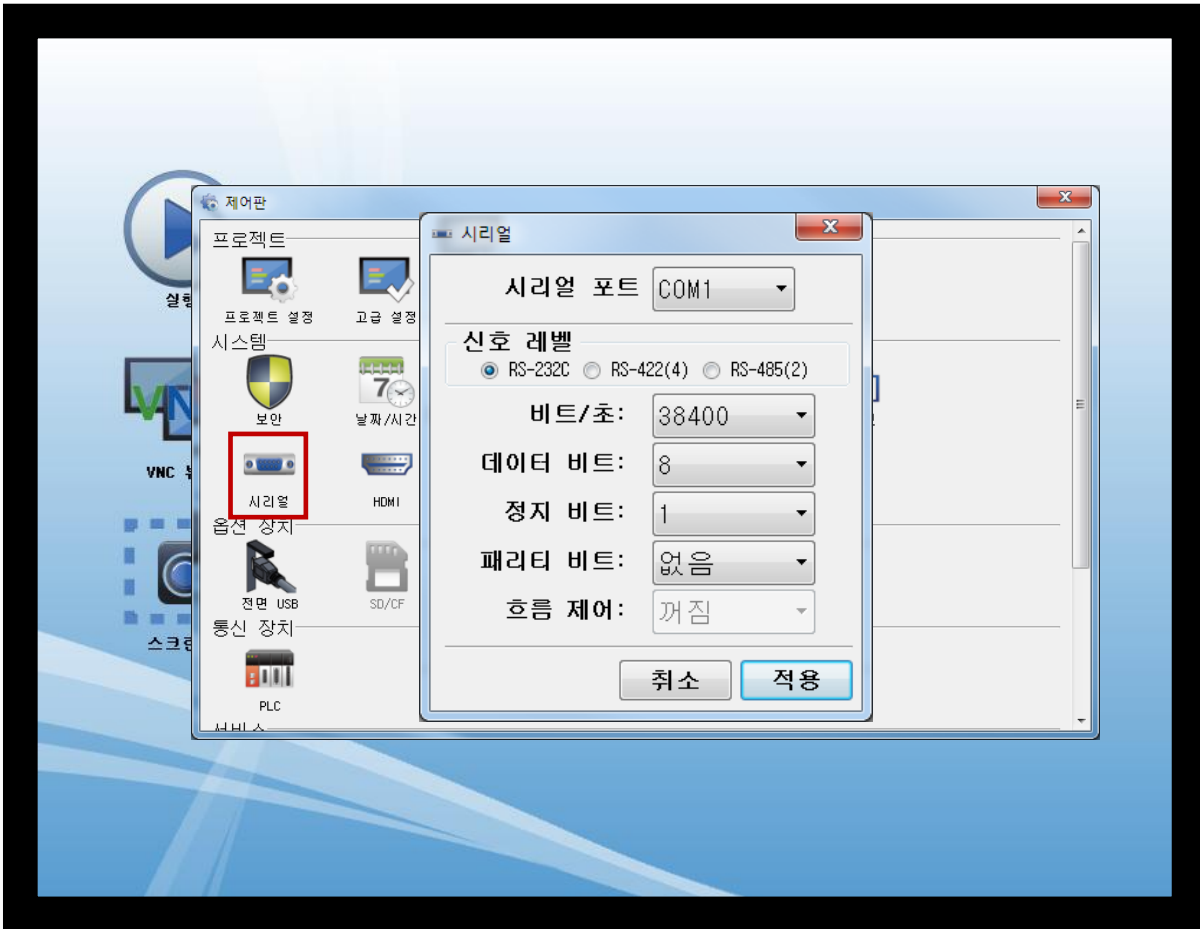 제어판
프로젝트
프로젝트 설정
고급 설정
시스템
보안
날짜/시간
시리얼
HDMI
옵션 장치
전면 USB
SD/CF
통신 장치
PLC
서비스
VNC
시리얼
시리얼 포트 COM1
신호 레벨
RS-232C RS-422(4) RS-485(2)
비트/초: 38400
데이터 비트: 8
정지 비트: 1
패리티 비트: 없음
흐름 제어: 꺼짐
취소 적용